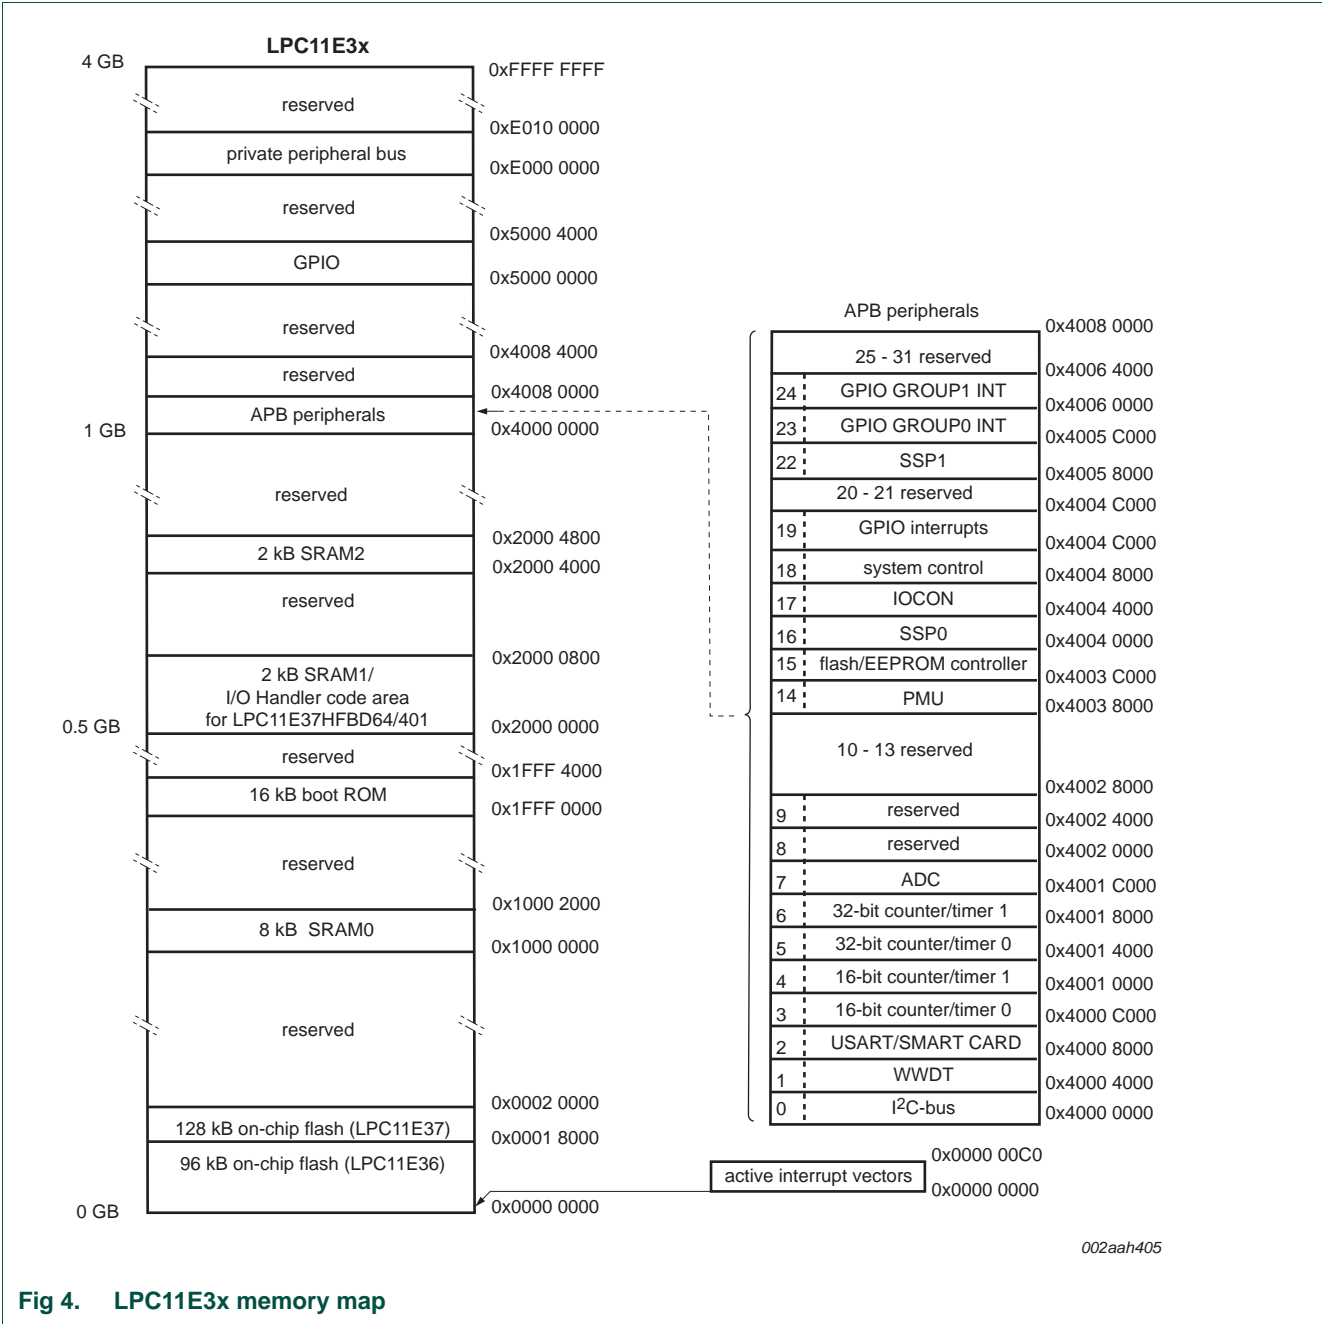 LPC11E3x
4 GB
0xFFFF FFFF
reserved
0xE010 0000
private peripheral bus
0xE000 0000
reserved
0x5000 4000
GPIO
0x5000 0000
reserved
0x4008 4000
reserved
0x4008 0000
APB peripherals
1 GB
0x4000 0000
reserved
0x2000 4800
2 kB SRAM2
0x2000 4000
reserved
0x2000 0800
2 kB SRAM1/
I/O Handler code area
for LPC11E37HFBD64/401
0.5 GB
0x2000 0000
reserved
0x1FFF 4000
16 kB boot ROM
0x1FFF 0000
reserved
0x1000 2000
8 kB SRAM0
0x1000 0000
reserved
0x0002 0000
128 kB on-chip flash (LPC11E37)
0x0001 8000
96 kB on-chip flash (LPC11E36)
0 GB
0x0000 0000
APB peripherals
0x4008 0000
25 - 31 reserved
0x4006 4000
24 GPIO GROUP1 INT
0x4006 0000
23 GPIO GROUP0 INT
0x4005 C000
22 SSP1
0x4005 8000
20 - 21 reserved
0x4004 C000
19 GPIO interrupts
0x4004 C000
18 system control
0x4004 8000
17 IOCON
0x4004 4000
16 SSP0
0x4004 0000
15 flash/EEPROM controller
0x4003 C000
14 PMU
0x4003 8000
10 - 13 reserved
0x4002 8000
9 reserved
0x4002 4000
8 reserved
0x4002 0000
7 ADC
0x4001 C000
6 32-bit counter/timer 1
0x4001 8000
5 32-bit counter/timer 0
0x4001 4000
4 16-bit counter/timer 1
0x4001 0000
3 16-bit counter/timer 0
0x4000 C000
2 USART/SMART CARD
0x4000 8000
1 WWDT
0x4000 4000
0 I2C-bus
0x4000 0000
0x0000 00C0
active interrupt vectors
0x0000 0000
002aah405
Fig 4. LPC11E3x memory map